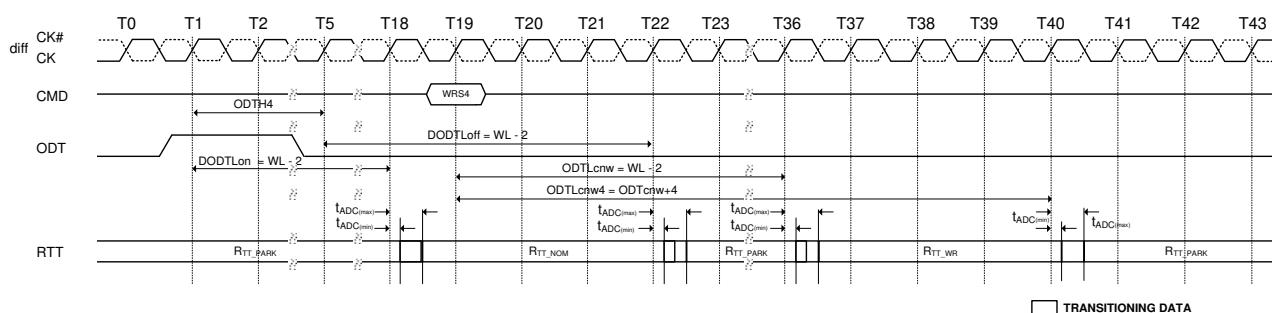 T0 T1 T2 T5 T18 T19 T20 T21 T22 T23 T36 T37 T38 T39 T40 T41 T42 T43
diff CK#
CK
CMD WRS4
ODTH4
DODTLoff = WL - 2
ODT
DODTLon = WL - 2
ODTLcnw = WL - 2
ODTLcnw4 = ODTcnw+4
tADC(max) tADC(max) tADC(max) tADC(min) tADC(max)
tADC(min) tADC(min) tADC(min)
RTT RTT_PARK RTT_NOM RTT_PARK RTT_WR RTT_PARK
TRANSITIONING DATA